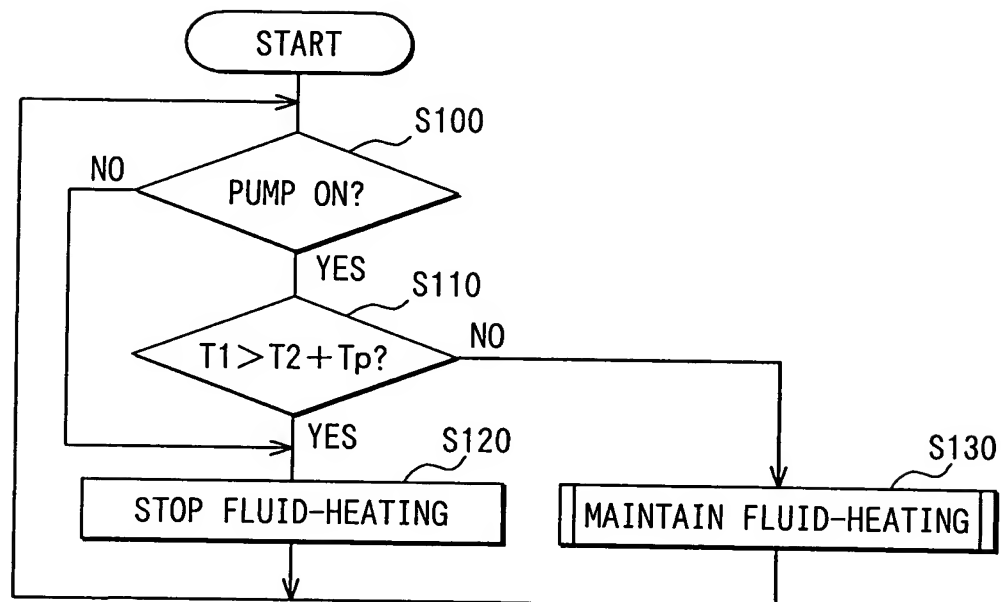 START
S100
NO
PUMP ON?
YES
S110
T1>T2+Tp?
NO
YES
S120
STOP FLUID-HEATING
S130
MAINTAIN FLUID-HEATING